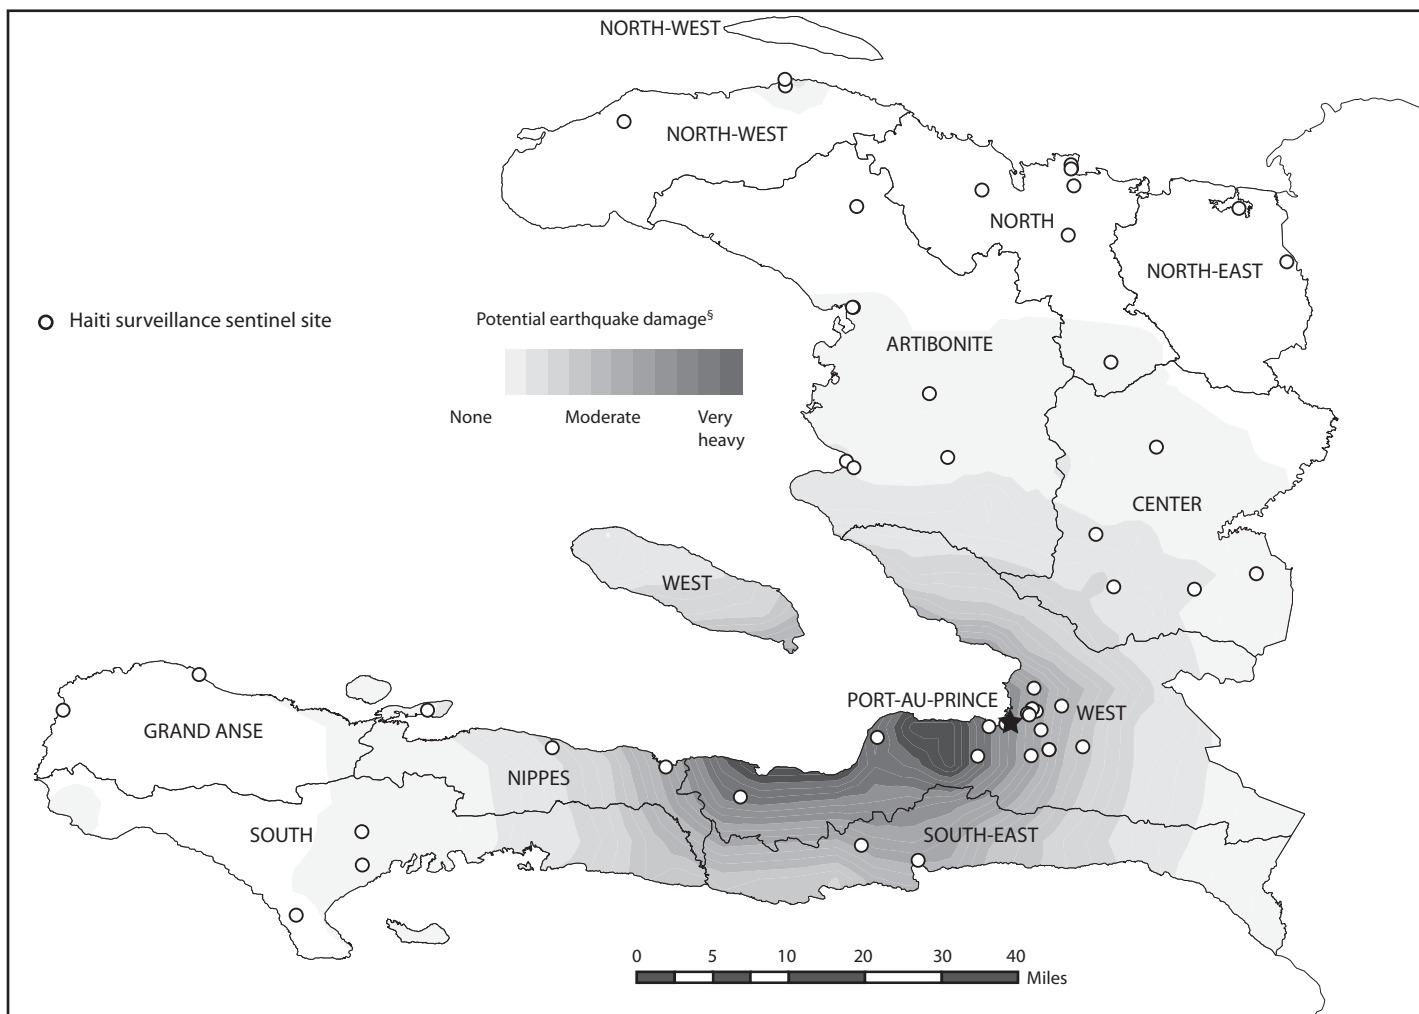 NORTH-WEST
NORTH-WEST
NORTH
NORTH-EAST
Haiti surveillance sentinel site
Potential earthquake damage§
ARTIBONITE
None
Moderate
Very
heavy
CENTER
WEST
PORT-AU-PRINCE
WEST
GRAND ANSE
NIPPES
SOUTH
SOUTH-EAST
0 5 10 20 30 40
Miles